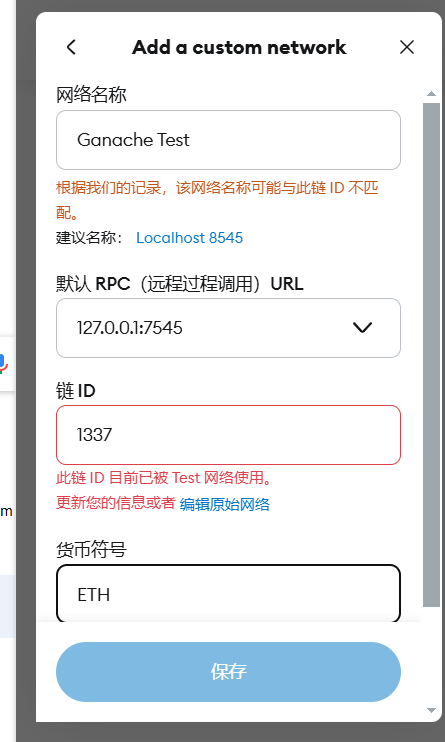 Add a custom network
网络名称
Ganache Test
根据我们的记录，该网络名称可能与此链 ID 不匹
配。
建议名称： Localhost 8545
默认 RPC（远程过程调用）URL
127.0.0.1:7545
链 ID
1337
此链 ID 目前已被 Test 网络使用。
更新您的信息或者 编辑原始网络
m
货币符号
ETH
保存